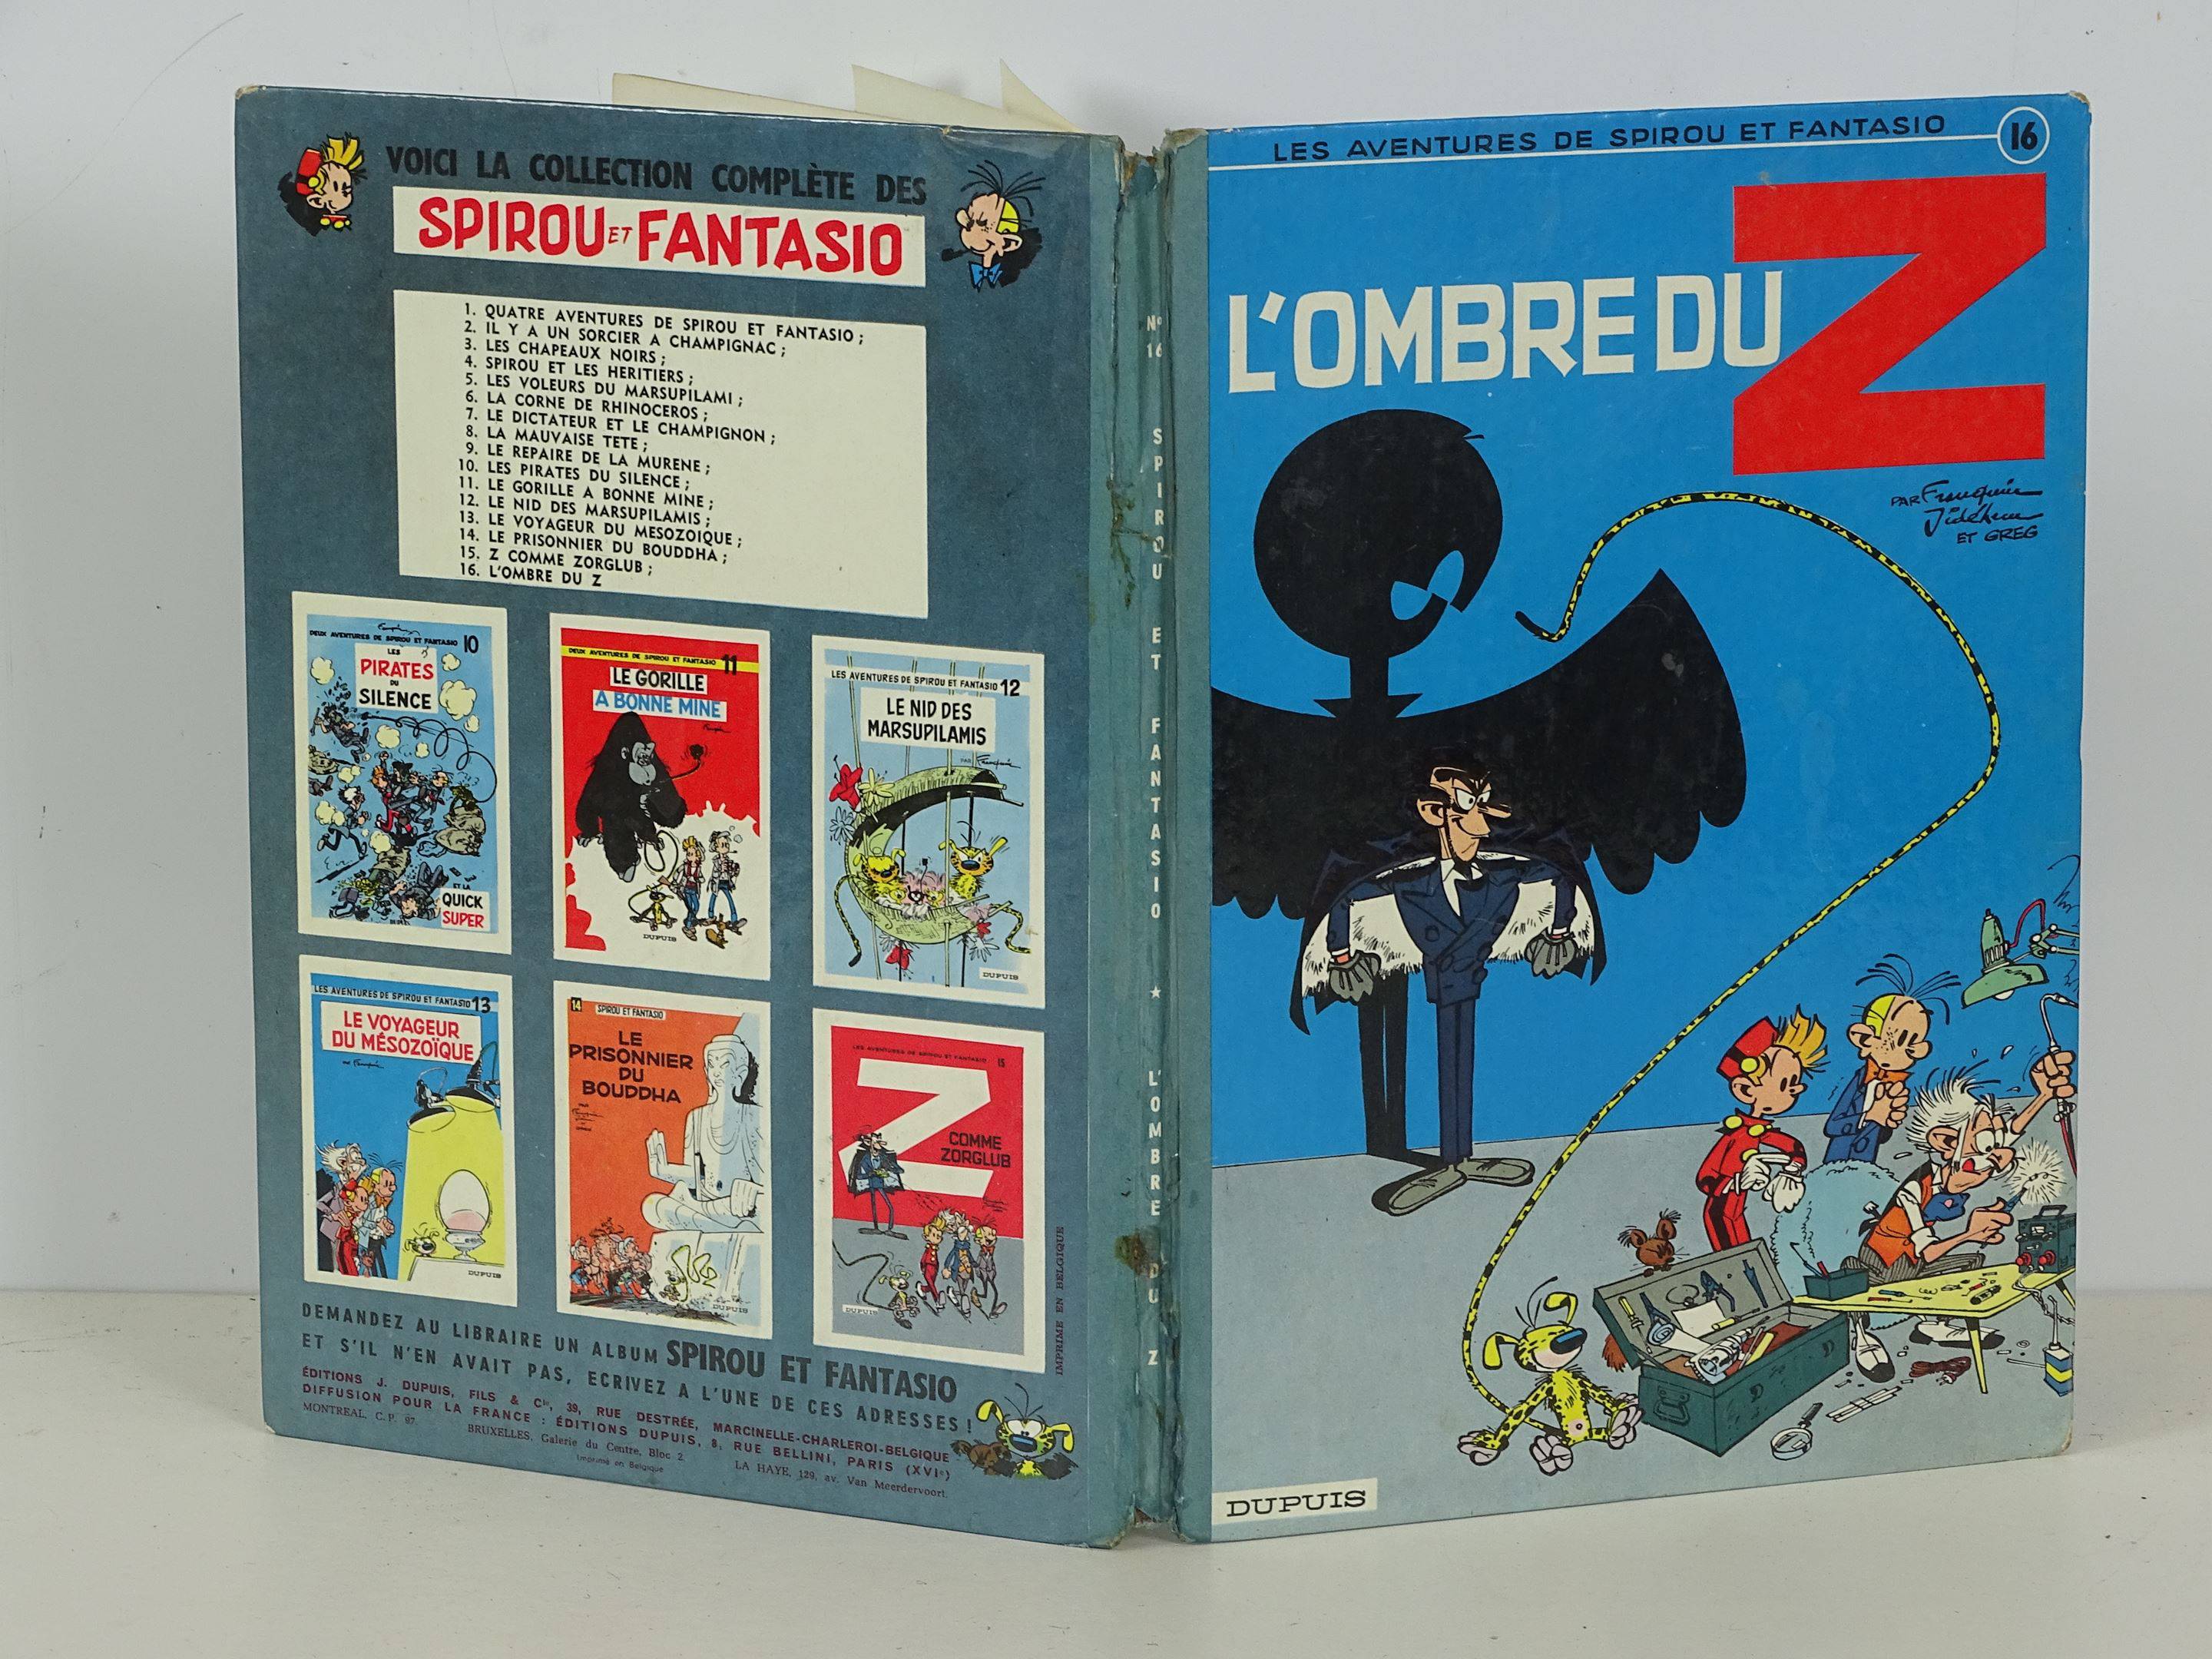 VOICI LA COLLECTION COMPLÈTE DES
SPIROU ET FANTASIO
1. QUATRE AVENTURES DE SPIROU ET FANTASIO ;
2. IL Y A UN SORCIER A CHAMPIGNAC ;
3. LES CHAPEAUX NOIRS ;
4. SPIROU ET LES HERITIERS ;
5. LES VOLEURS DU MARSUPILAMI ;
6. LA CORNE DE RHINOCEROS ;
7. LE DICTATEUR ET LE CHAMPIGNON ;
8. LA MAUVAISE TETE ;
9. LE REPAIRE DE LA MURENE ;
10. LES PIRATES DU SILENCE ;
11. LE GORILLE A BONNE MINE ;
12. LE NID DES MARSUPILAMIS ;
13. LE VOYAGEUR DU MESOZOIQUE ;
14. LE PRISONNIER DU BOUDDHA ;
15. Z COMME ZORGLUB ;
16. L'OMBRE DU Z
DEUX AVENTURES DE SPIROU ET FANTASIO 10
LES
PIRATES
DU
SILENCE
ET LA
QUICK
SUPER
DEUX AVENTURES DE SPIROU ET FANTASIO 11
LE GORILLE
A BONNE MINE
DUPUIS
LES AVENTURES DE SPIROU ET FANTASIO 12
LE NID DES
MARSUPILAMIS
PAR Franquin
DUPUIS
LES AVENTURES DE SPIROU ET FANTASIO 13
LE VOYAGEUR
DU MÉSOZOÏQUE
PAR Franquin
DUPUIS
14 SPIROU ET FANTASIO
LE
PRISONNIER
DU
BOUDDHA
DUPUIS
LES AVENTURES DE SPIROU ET FANTASIO 15
Z
COMME
ZORGLUB
DUPUIS
DEMANDEZ AU LIBRAIRE UN ALBUM SPIROU ET FANTASIO
ET S'IL N'EN AVAIT PAS, ECRIVEZ A L'UNE DE CES ADRESSES !
ÉDITIONS J. DUPUIS, FILS & Cie, 39, RUE DESTRÉE, MARCINELLE-CHARLEROI-BELGIQUE
DIFFUSION POUR LA FRANCE : ÉDITIONS DUPUIS, 8, RUE BELLINI, PARIS (XVIe)
MONTREAL, C. P. 97. BRUXELLES, Galerie du Centre, Bloc 2 LA HAYE, 129, av. Van Meerdervoort.
Imprimé en Belgique
IMPRIME EN BELGIQUE
N° 16 SPIROU ET FANTASIO ★ L'OMBRE DU Z
LES AVENTURES DE SPIROU ET FANTASIO 16
L'OMBRE DU Z
PAR Franquin
Jidéhem
ET GREG
DUPUIS